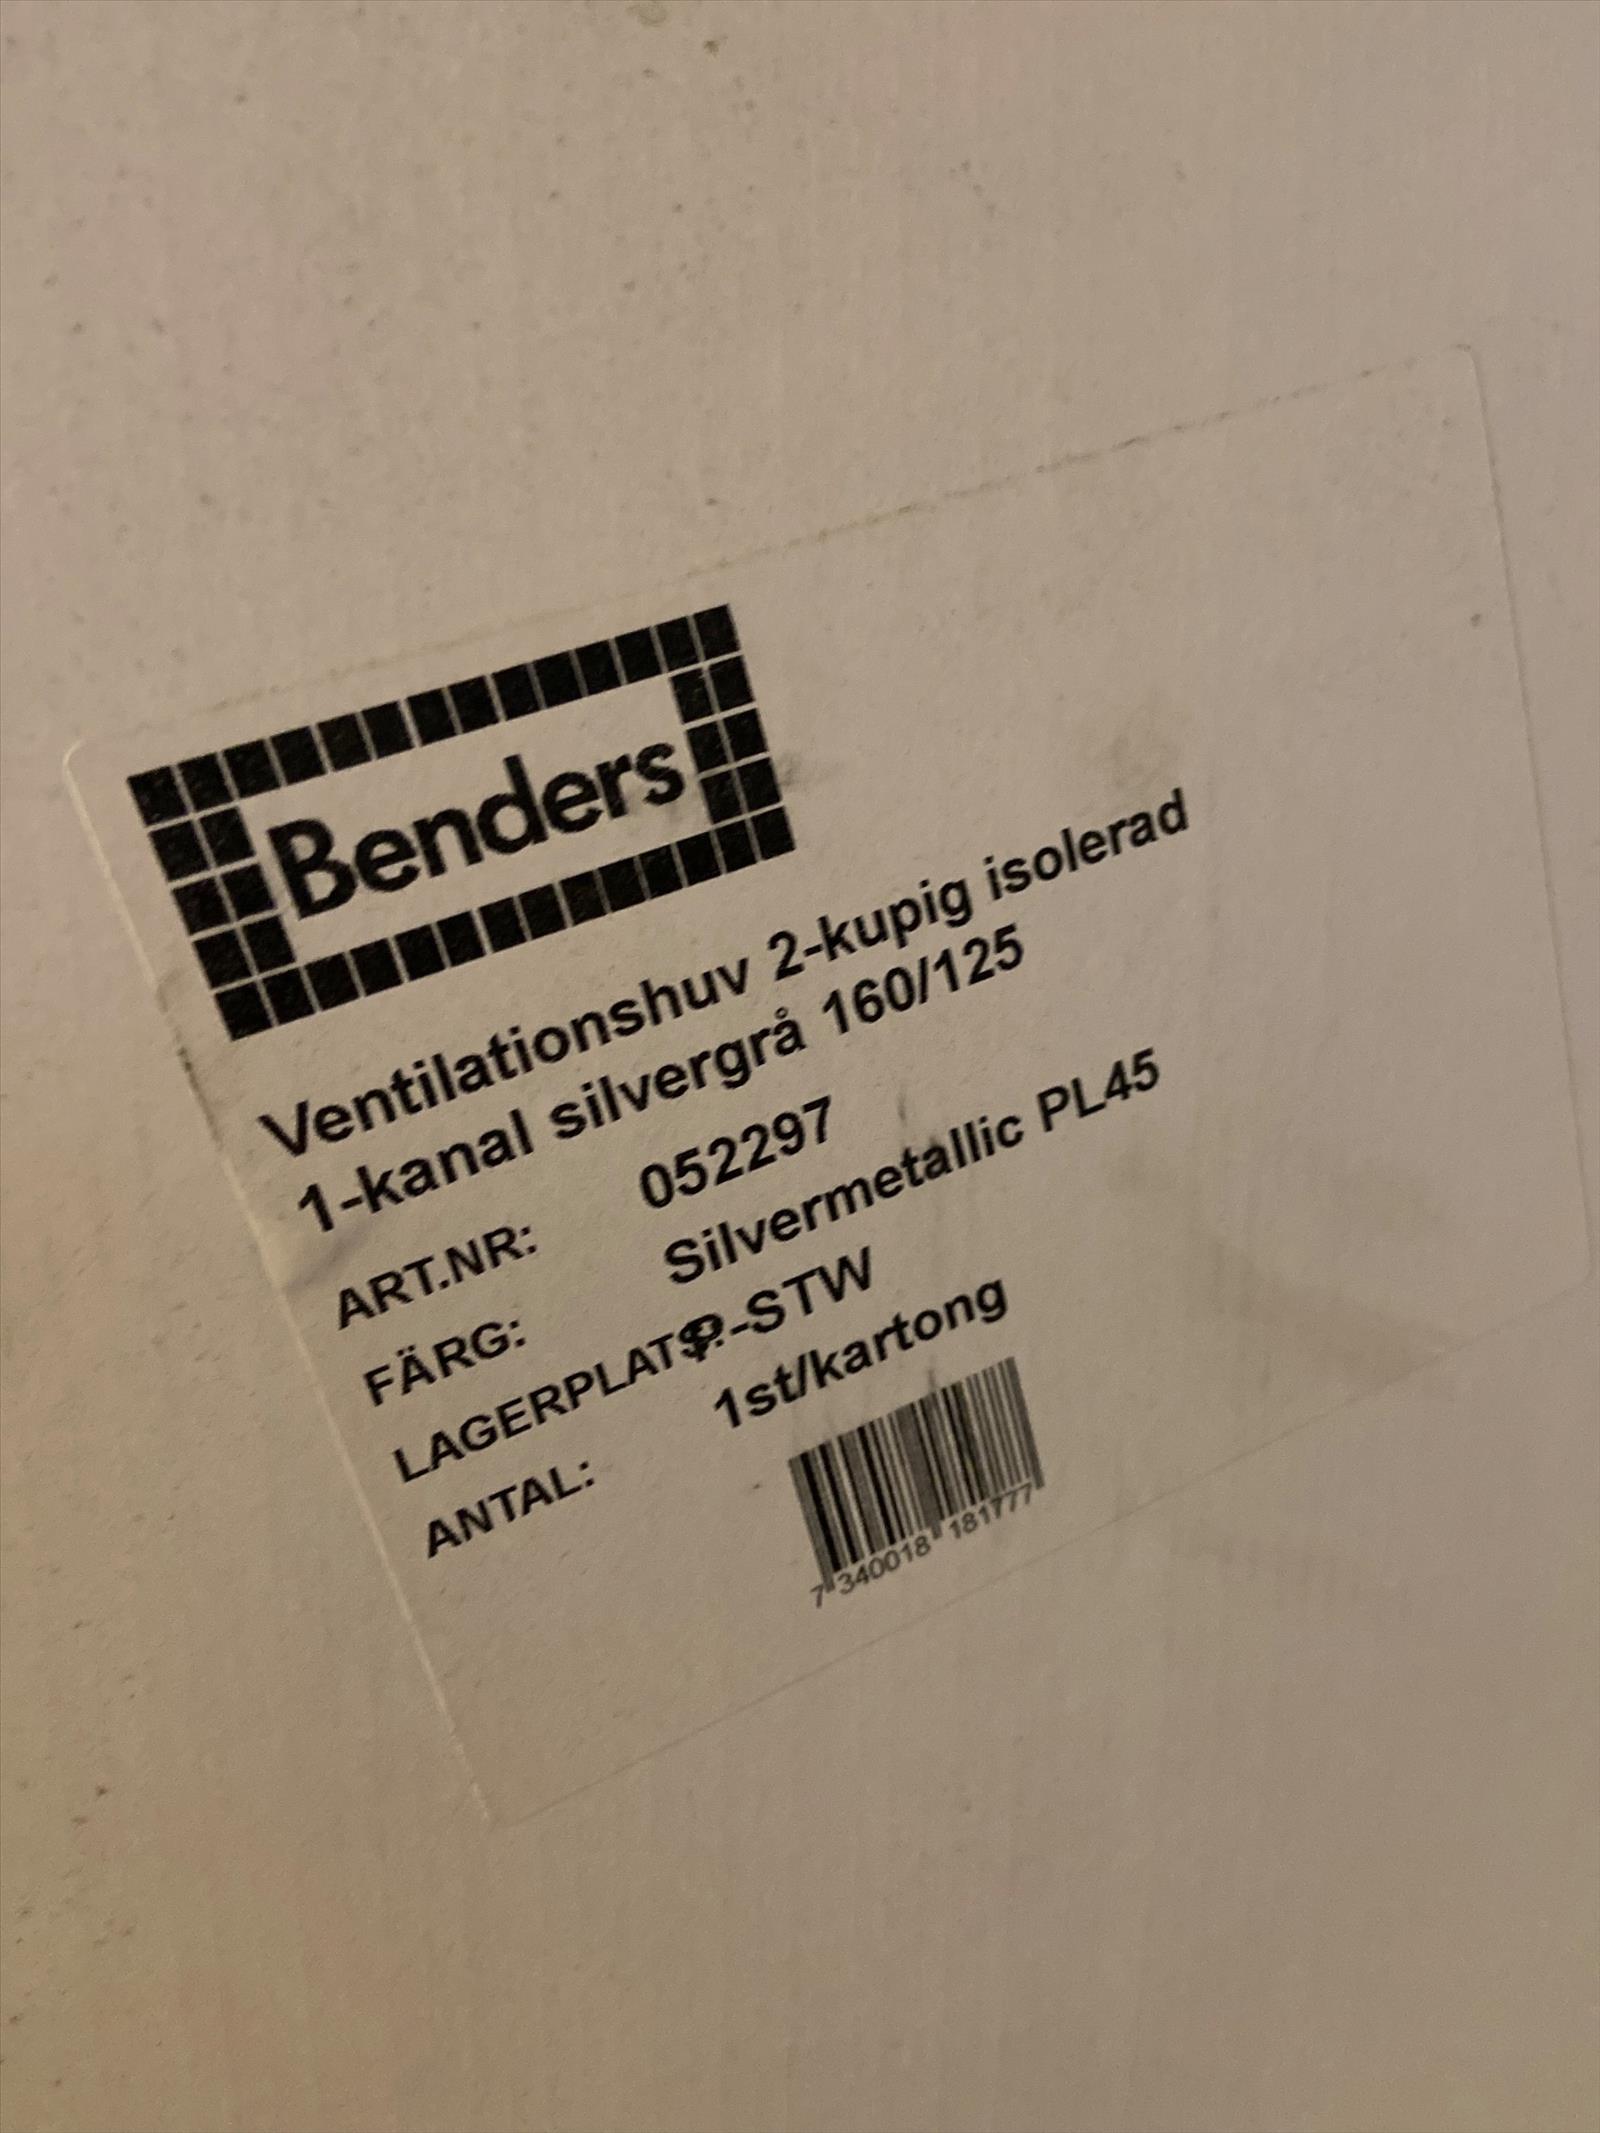 Benders
Ventilationshuv 2-kupig isolerad
1-kanal silvergrå 160/125
ART.NR: 052297
FÄRG: Silvermetallic PL45
LAGERPLATS: P-STW
ANTAL: 1st/kartong
7 340018 181777